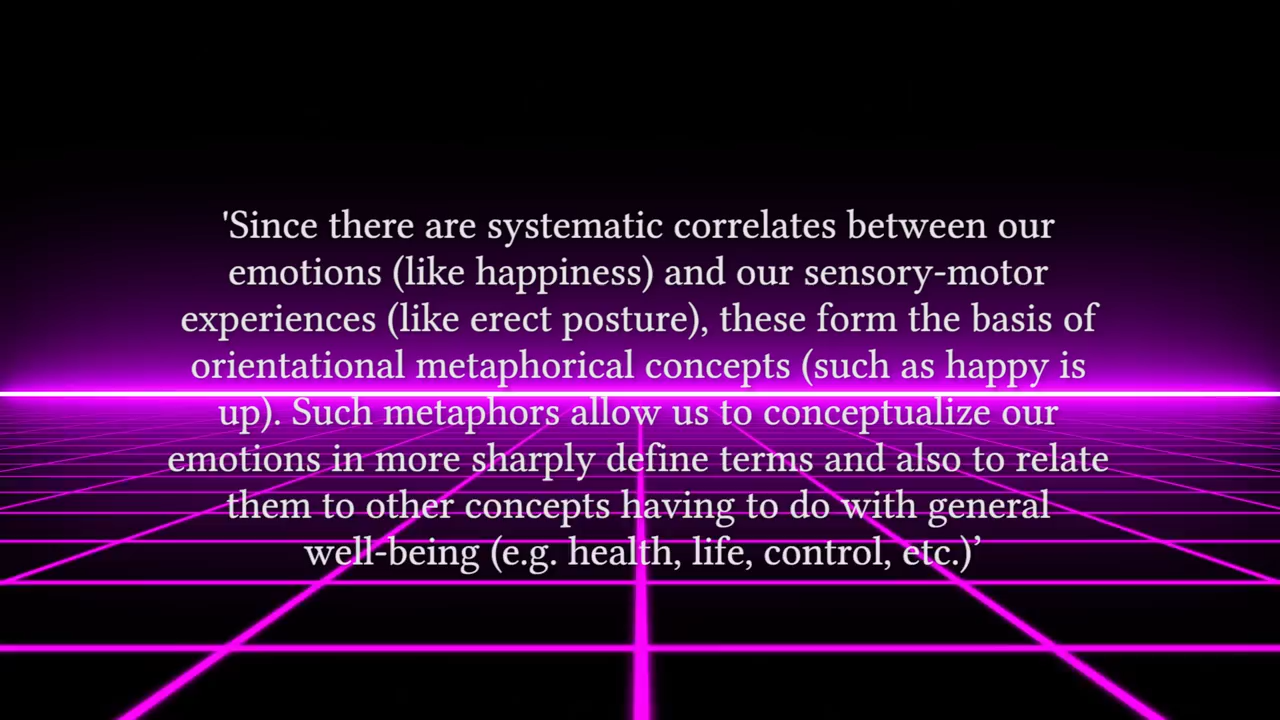 'Since there are systematic correlates between our
emotions (like happiness) and our sensory-motor
experiences (like erect posture), these form the basis of
orientational metaphorical concepts (such as happy is
up). Such metaphors allow us to conceptualize our
emotions in more sharply define terms and also to relate
them to other concepts having to do with general
well-being (e.g. health, life, control, etc.)’